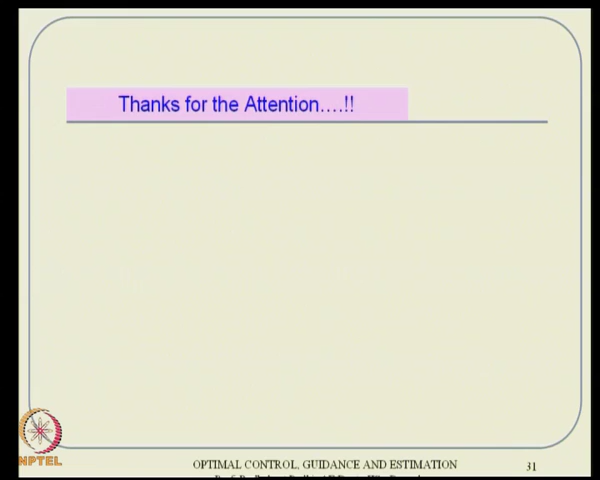 Thanks for the Attention....!!
NPTEL
OPTIMAL CONTROL, GUIDANCE AND ESTIMATION
31